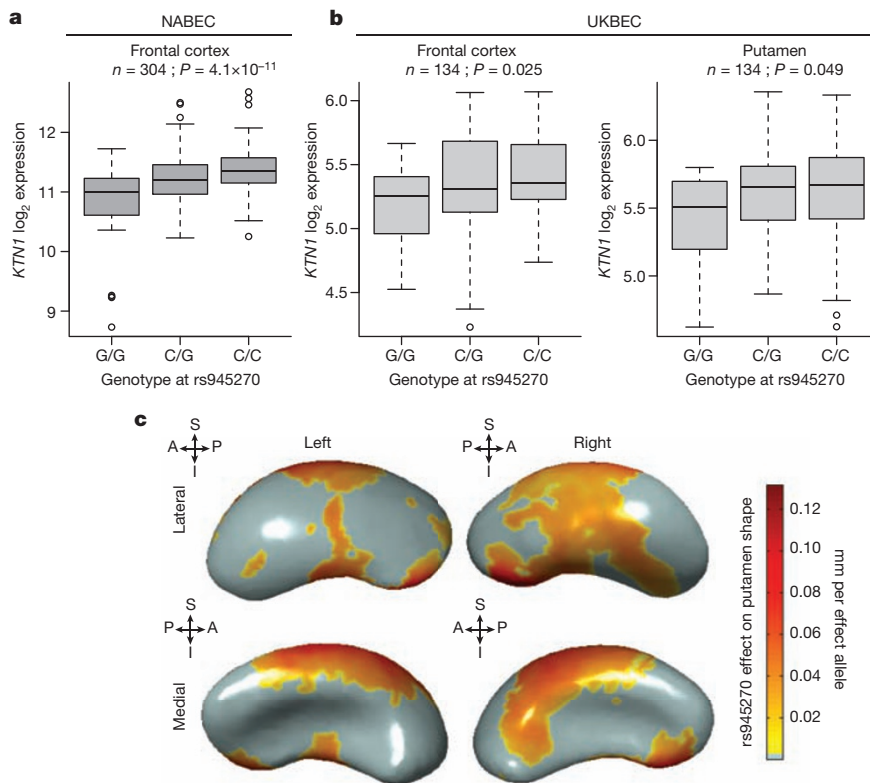 a
NABEC
Frontal cortex
n = 304 ; P = 4.1×10⁻¹¹
KTN1 log₂ expression
12
11
10
9
G/G C/G C/C
Genotype at rs945270
b
UKBEC
Frontal cortex
n = 134 ; P = 0.025
KTN1 log₂ expression
6.0
5.5
5.0
4.5
G/G C/G C/C
Genotype at rs945270
Putamen
n = 134 ; P = 0.049
KTN1 log₂ expression
6.0
5.5
5.0
G/G C/G C/C
Genotype at rs945270
c
Left
Right
S
A P
I
S
P A
I
Lateral
S
P A
I
S
A P
I
Medial
rs945270 effect on putamen shape
mm per effect allele
0.12
0.10
0.08
0.06
0.04
0.02